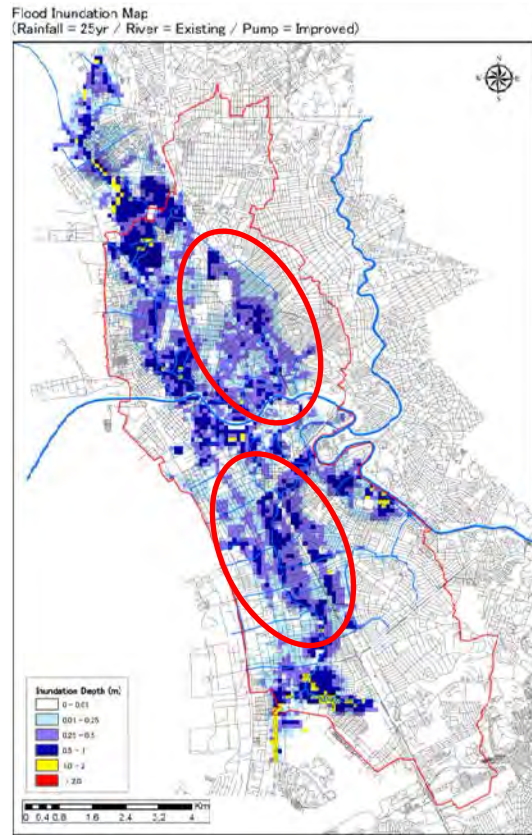 Flood Inundation Map
(Rainfall = 25yr / River = Existing / Pump = Improved)
N
W E
S
Inundation Depth (m)
0 - 0.01
0.01 - 0.25
0.25 - 0.5
0.5 - 1
1.0 - 2
> 2.0
Km
0 0.4 0.8 1.6 2.4 3.2 4